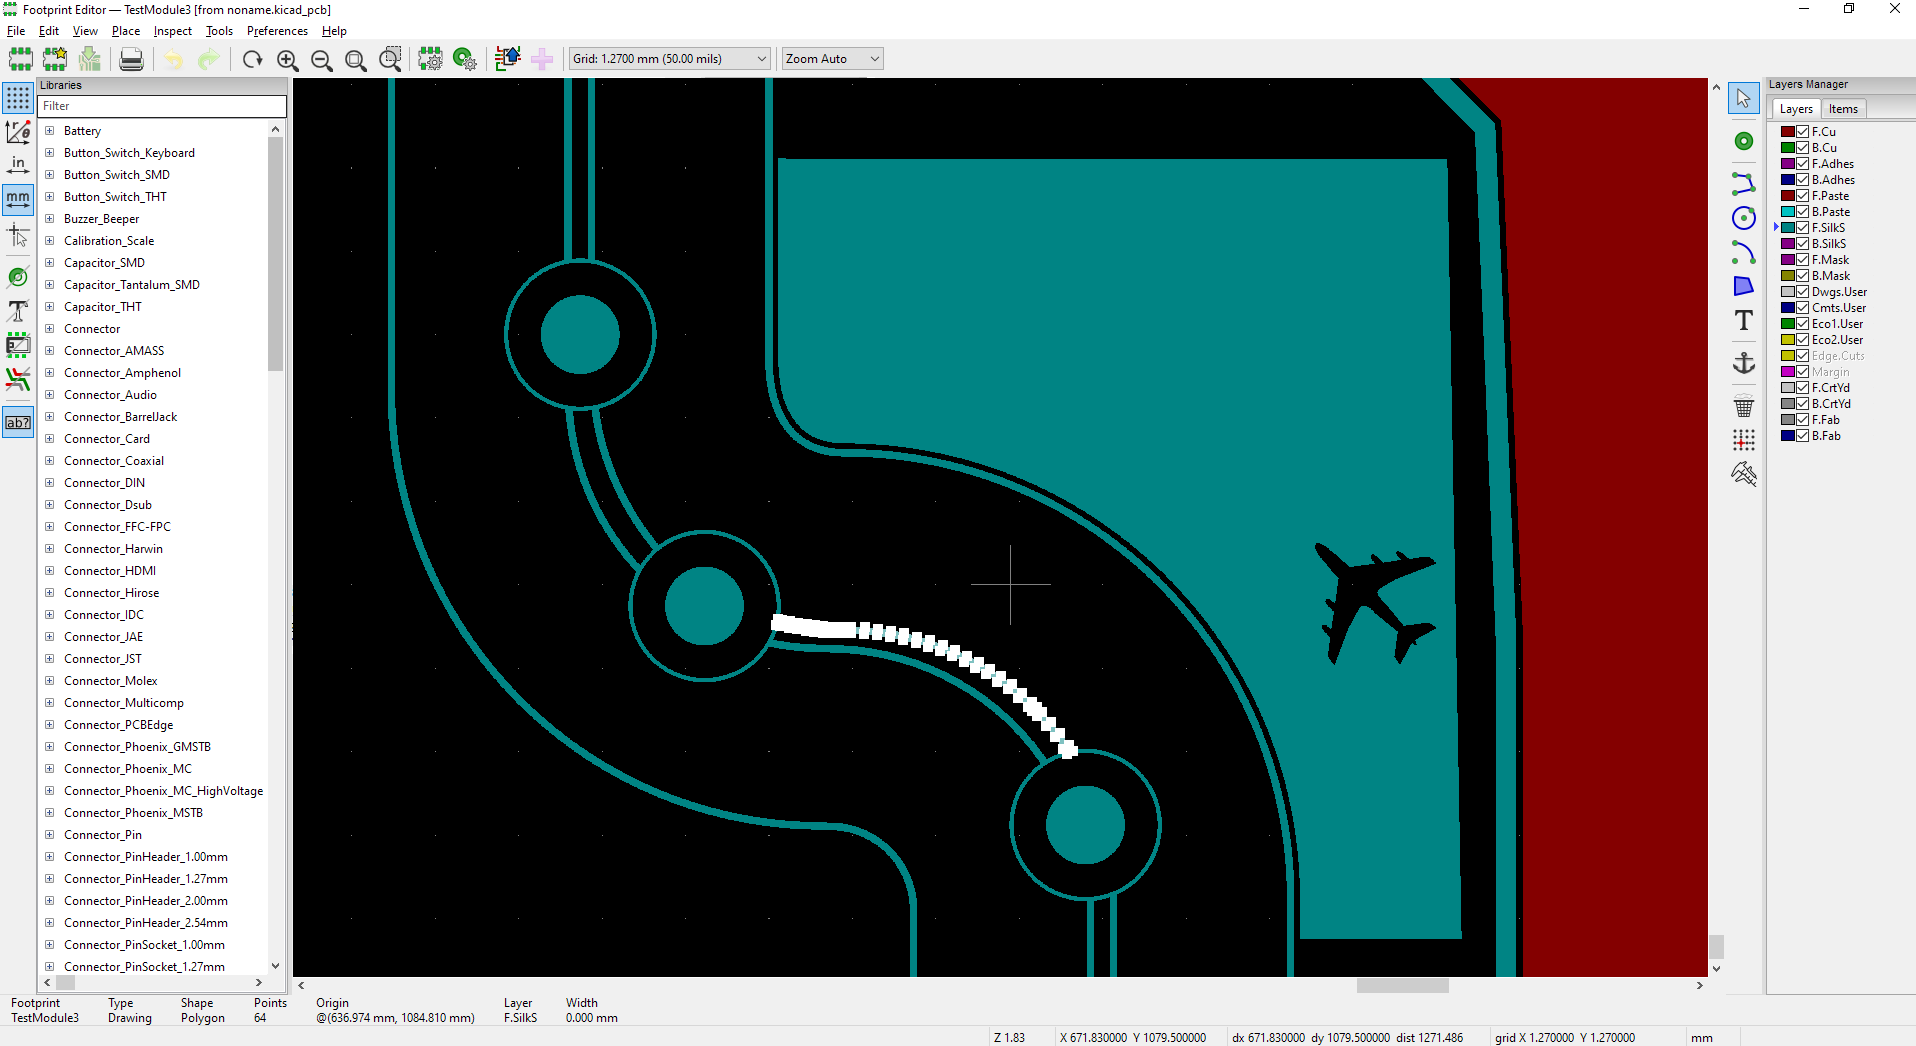 Footprint Editor — TestModule3 [from noname.kicad_pcb]
File Edit View Place Inspect Tools Preferences Help
Grid: 1.2700 mm (50.00 mils) Zoom Auto
Libraries
Filter
Battery
Button_Switch_Keyboard
Button_Switch_SMD
Button_Switch_THT
Buzzer_Beeper
Calibration_Scale
Capacitor_SMD
Capacitor_Tantalum_SMD
Capacitor_THT
Connector
Connector_AMASS
Connector_Amphenol
Connector_Audio
Connector_BarrelJack
Connector_Card
Connector_Coaxial
Connector_DIN
Connector_Dsub
Connector_FFC-FPC
Connector_Harwin
Connector_HDMI
Connector_Hirose
Connector_IDC
Connector_JAE
Connector_JST
Connector_Molex
Connector_Multicomp
Connector_PCBEdge
Connector_Phoenix_GMSTB
Connector_Phoenix_MC
Connector_Phoenix_MC_HighVoltage
Connector_Phoenix_MSTB
Connector_Pin
Connector_PinHeader_1.00mm
Connector_PinHeader_1.27mm
Connector_PinHeader_2.00mm
Connector_PinHeader_2.54mm
Connector_PinSocket_1.00mm
Connector_PinSocket_1.27mm
in
mm
ab?
T
Layers Manager
Layers Items
F.Cu
B.Cu
F.Adhes
B.Adhes
F.Paste
B.Paste
F.SilkS
B.SilkS
F.Mask
B.Mask
Dwgs.User
Cmts.User
Eco1.User
Eco2.User
Edge.Cuts
Margin
F.CrtYd
B.CrtYd
F.Fab
B.Fab
Footprint Type Shape Points Origin Layer Width
TestModule3 Drawing Polygon 64 @(636.974 mm, 1084.810 mm) F.SilkS 0.000 mm
Z 1.83 X 671.830000 Y 1079.500000 dx 671.830000 dy 1079.500000 dist 1271.486 grid X 1.270000 Y 1.270000 mm